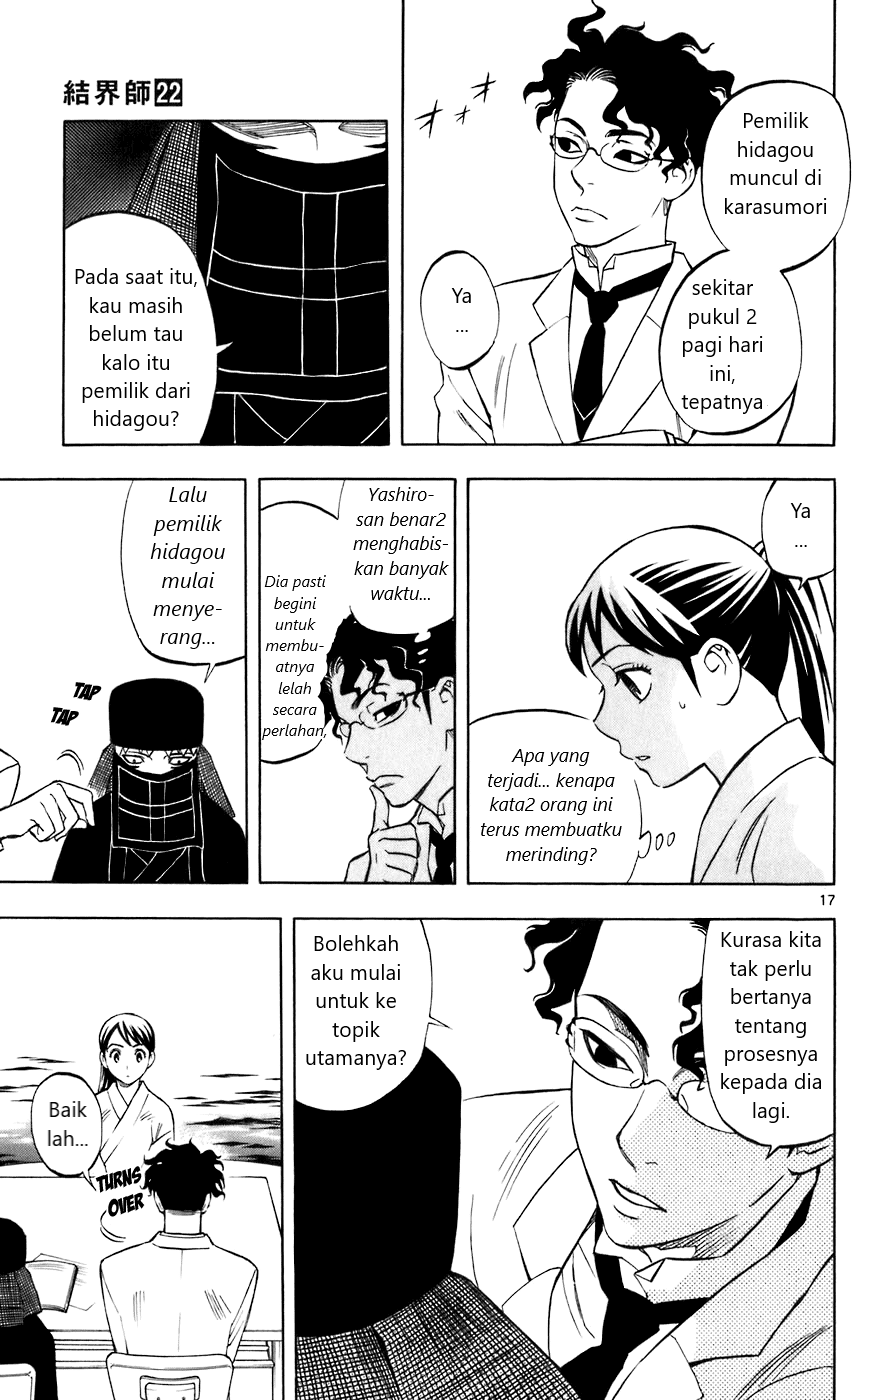 結界師22
Pemilik
hidagou
muncul di
karasumori
sekitar
pukul 2
pagi hari
ini,
tepatnya
Ya
...
Pada saat itu,
kau masih
belum tau
kalo itu
pemilik dari
hidagou?
Ya
...
Apa yang
terjadi... kenapa
kata2 orang ini
terus membuatku
merinding?
Yashiro-
san benar2
menghabis-
kan banyak
waktu...
Dia pasti
begini
untuk
membu-
atnya
lelah
secara
perlahan,
Lalu
pemilik
hidagou
mulai
menye-
rang...
TAP
TAP
17
Kurasa kita
tak perlu
bertanya
tentang
prosesnya
kepada dia
lagi.
Bolehkah
aku mulai
untuk ke
topik
utamanya?
Baik
lah...
TURNS
OVER